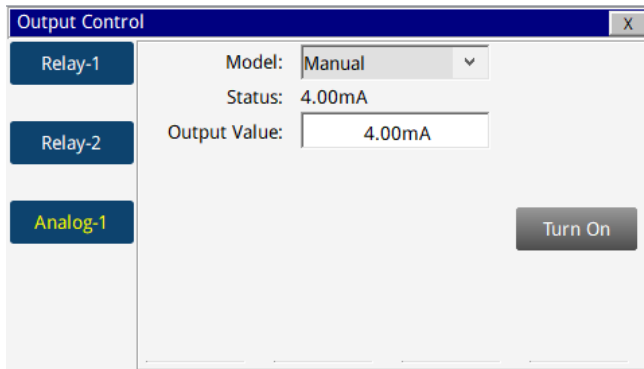 Output Control
X
Relay-1
Relay-2
Analog-1
Model: Manual
Status: 4.00mA
Output Value: 4.00mA
Turn On